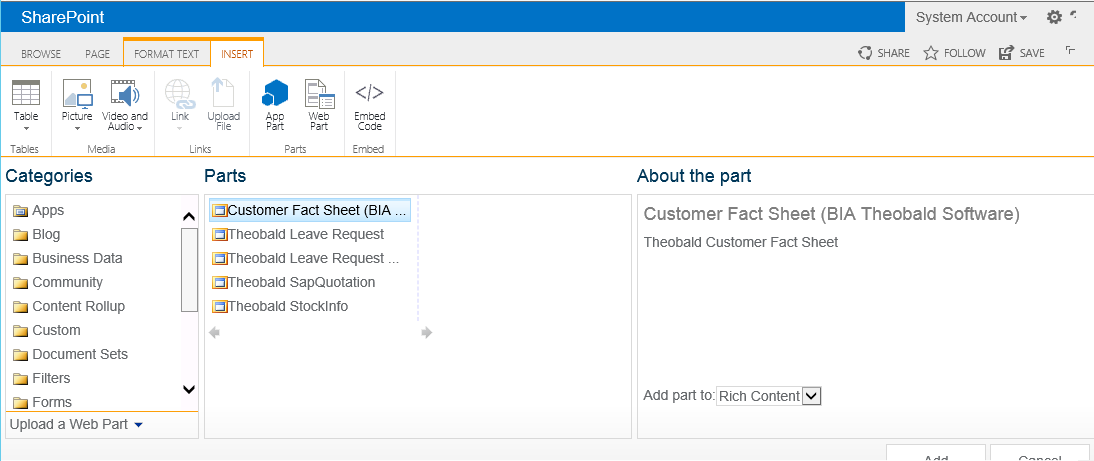 SharePoint
System Account
BROWSE PAGE FORMAT TEXT INSERT
SHARE FOLLOW SAVE
Table Picture Video and Audio Link Upload File App Part Web Part Embed Code
Tables Media Links Parts Embed
Categories
Apps
Blog
Business Data
Community
Content Rollup
Custom
Document Sets
Filters
Forms
Upload a Web Part
Parts
Customer Fact Sheet (BIA ...
Theobald Leave Request
Theobald Leave Request ...
Theobald SapQuotation
Theobald StockInfo
About the part
Customer Fact Sheet (BIA Theobald Software)
Theobald Customer Fact Sheet
Add part to: Rich Content
Add Cancel